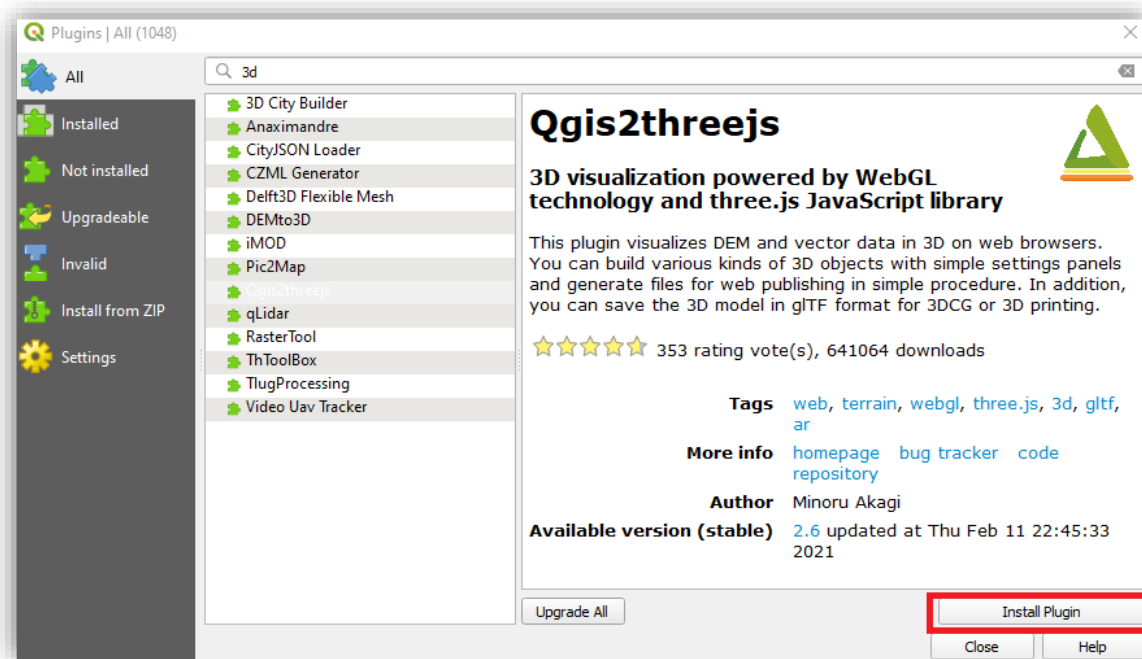 Plugins | All (1048)
All
Installed
Not installed
Upgradeable
Invalid
Install from ZIP
Settings
3d
3D City Builder
Anaximandre
CityJSON Loader
CZML Generator
Delft3D Flexible Mesh
DEMto3D
iMOD
Pic2Map
Qgis2threejs
qLidar
RasterTool
ThToolBox
TlugProcessing
Video Uav Tracker
Qgis2threejs
3D visualization powered by WebGL
technology and three.js JavaScript library
This plugin visualizes DEM and vector data in 3D on web browsers.
You can build various kinds of 3D objects with simple settings panels
and generate files for web publishing in simple procedure. In addition,
you can save the 3D model in glTF format for 3DCG or 3D printing.
353 rating vote(s), 641064 downloads
Tags web, terrain, webgl, three.js, 3d, gltf,
ar
More info homepage bug tracker code
repository
Author Minoru Akagi
Available version (stable) 2.6 updated at Thu Feb 11 22:45:33
2021
Upgrade All Install Plugin
Close Help